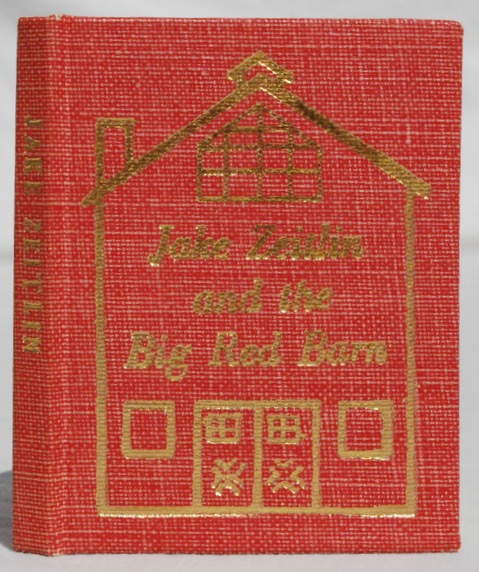 JAKE ZEITLIN
Jake Zeitlin
and the
Big Red Barn